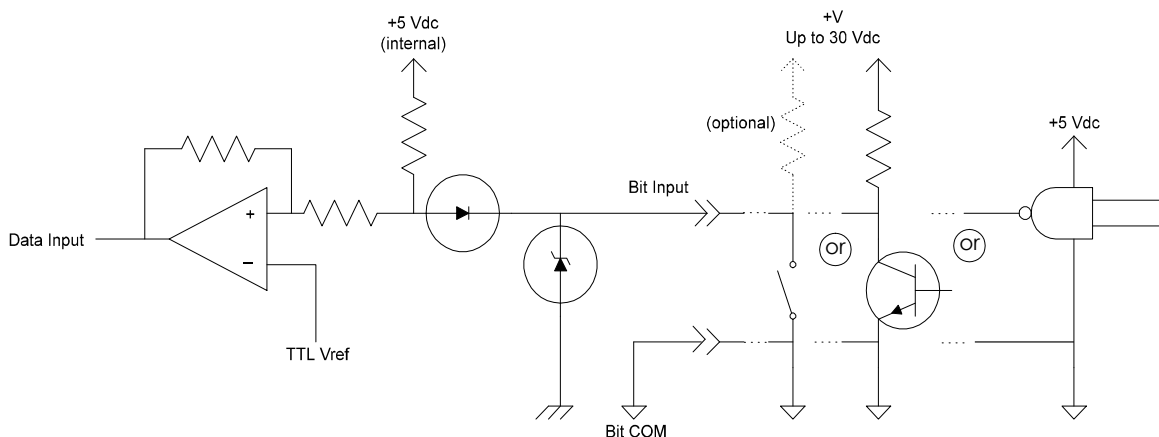 +5 Vdc
(internal)
+V
Up to 30 Vdc
(optional)
+5 Vdc
Bit Input
+
Data Input
or
or
−
TTL Vref
Bit COM